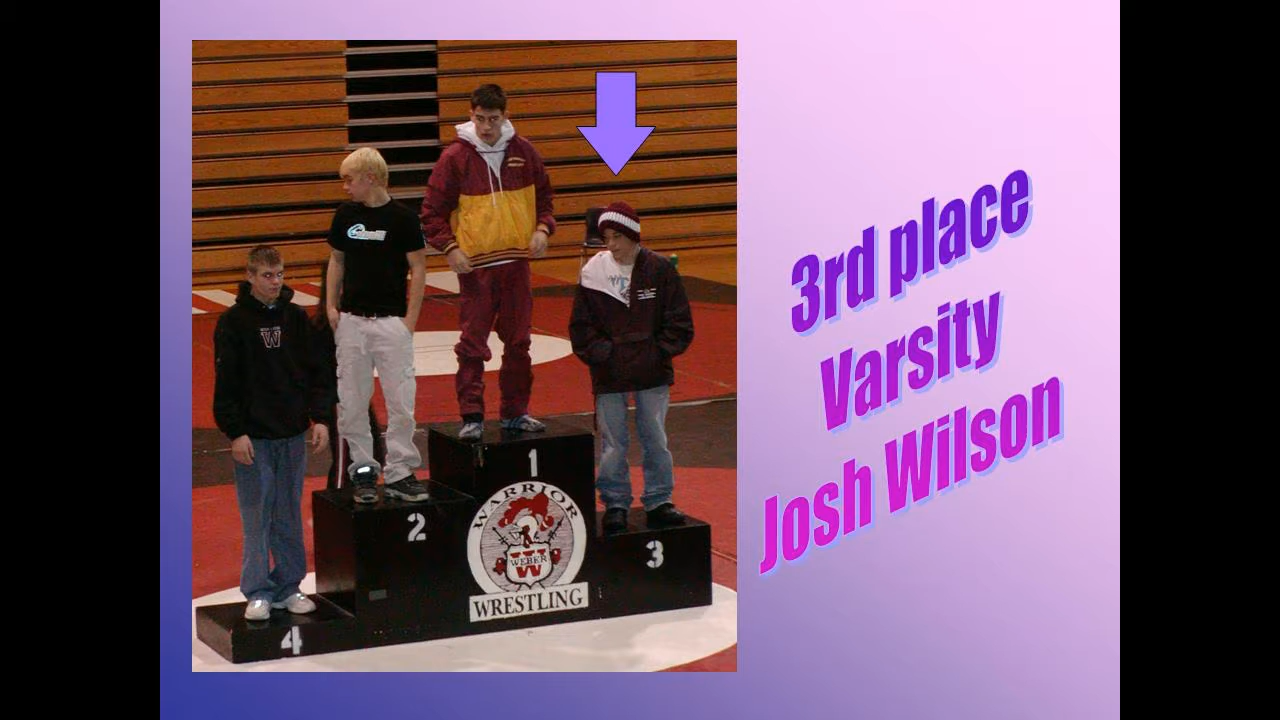 3rd place
Varsity
Josh Wilson
W
1
2
3
4
WARRIOR
WEBER
W
WRESTLING